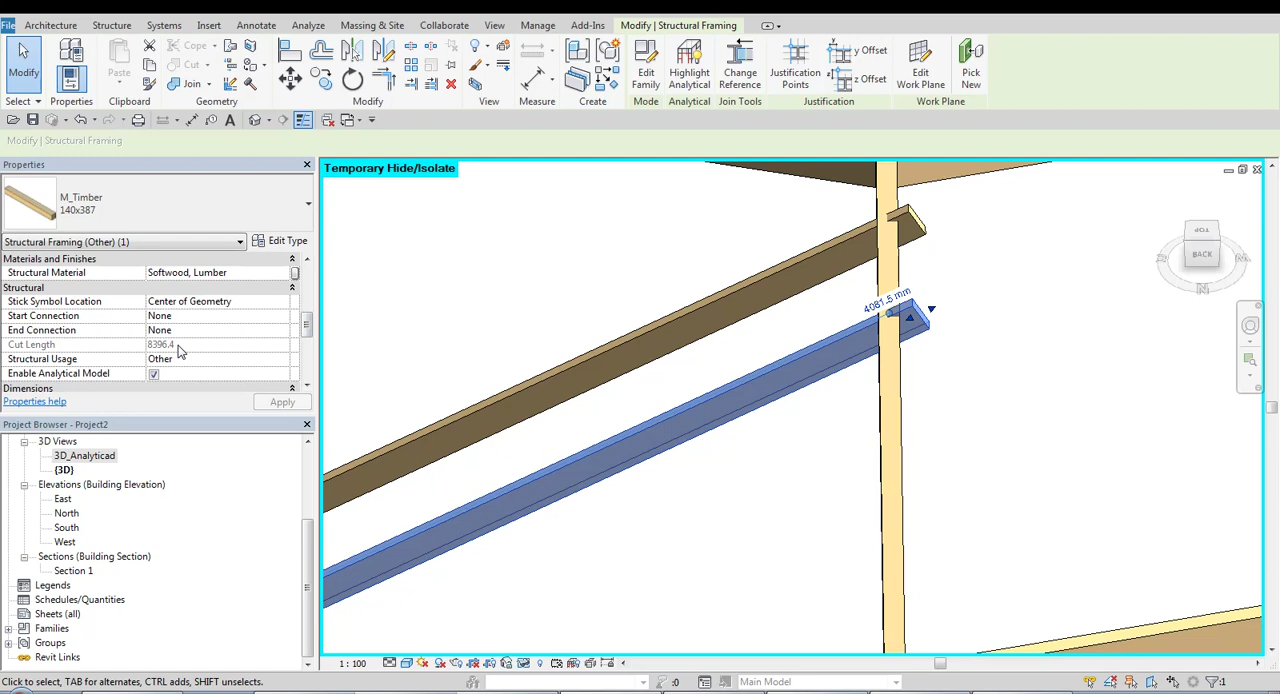 File Architecture Structure Systems Insert Annotate Analyze Massing & Site Collaborate View Manage Add-Ins Modify | Structural Framing
Modify
Select
Properties
Paste
Clipboard
Cope
Cut
Join
Geometry
Modify
View
Measure
Create
Edit Family
Mode
Highlight Analytical
Analytical
Change Reference
Join Tools
Justification Points
y Offset
z Offset
Justification
Edit Work Plane
Pick New
Work Plane
Modify | Structural Framing
Properties
M_Timber
140x387
Structural Framing (Other) (1)
Edit Type
Materials and Finishes
Structural Material Softwood, Lumber
Structural
Stick Symbol Location Center of Geometry
Start Connection None
End Connection None
Cut Length 8396.4
Structural Usage Other
Enable Analytical Model
Dimensions
Properties help
Apply
Project Browser - Project2
3D Views
3D_Analyticad
{3D}
Elevations (Building Elevation)
East
North
South
West
Sections (Building Section)
Section 1
Legends
Schedules/Quantities
Sheets (all)
Families
Groups
Revit Links
Temporary Hide/Isolate
4081.5 mm
TOP
BACK
N
1 : 100
Click to select, TAB for alternates, CTRL adds, SHIFT unselects.
:0
Main Model
:1